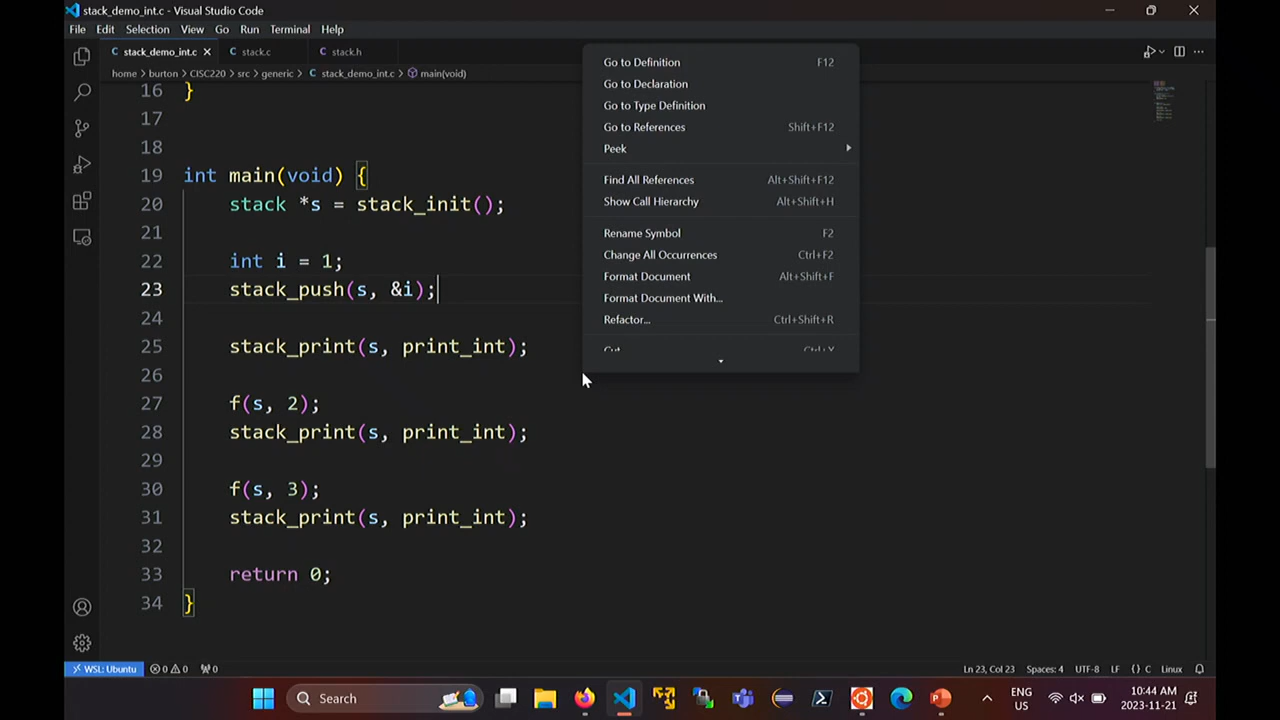 stack_demo_int.c - Visual Studio Code
File Edit Selection View Go Run Terminal Help
C stack_demo_int.c × C stack.c C stack.h
home > burton > CISC220 > src > generic > C stack_demo_int.c > main(void)
16 }
17
18
19 int main(void) {
20 stack *s = stack_init();
21
22 int i = 1;
23 stack_push(s, &i);
24
25 stack_print(s, print_int);
26
27 f(s, 2);
28 stack_print(s, print_int);
29
30 f(s, 3);
31 stack_print(s, print_int);
32
33 return 0;
34 }
Go to Definition F12
Go to Declaration
Go to Type Definition
Go to References Shift+F12
Peek
Find All References Alt+Shift+F12
Show Call Hierarchy Alt+Shift+H
Rename Symbol F2
Change All Occurrences Ctrl+F2
Format Document Alt+Shift+F
Format Document With...
Refactor... Ctrl+Shift+R
Cut Ctrl+X
WSL: Ubuntu 0 0 0 Ln 23, Col 23 Spaces: 4 UTF-8 LF {} C Linux
Search ENG US 10:44 AM 2023-11-21